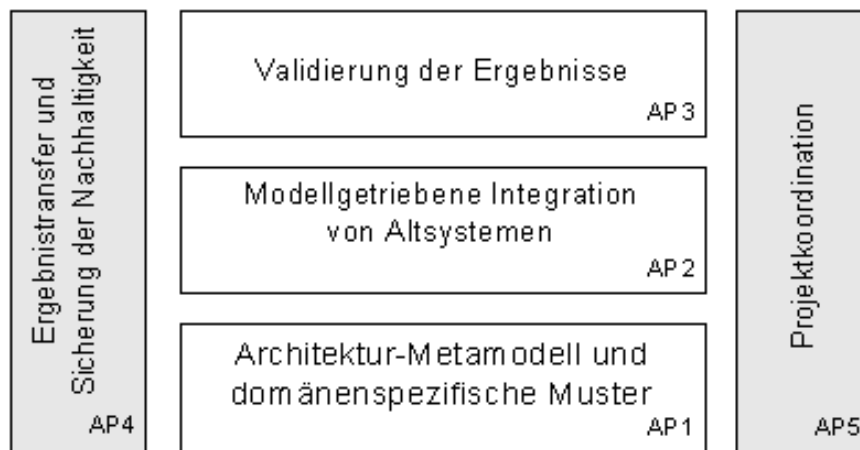 Ergebnistransfer und
Sicherung der Nachhaltigkeit
AP4
Validierung der Ergebnisse
AP3
Modellgetriebene Integration
von Altsystemen
AP2
Architektur-Metamodell und
domänenspezifische Muster
AP1
Projektkoordination
AP5